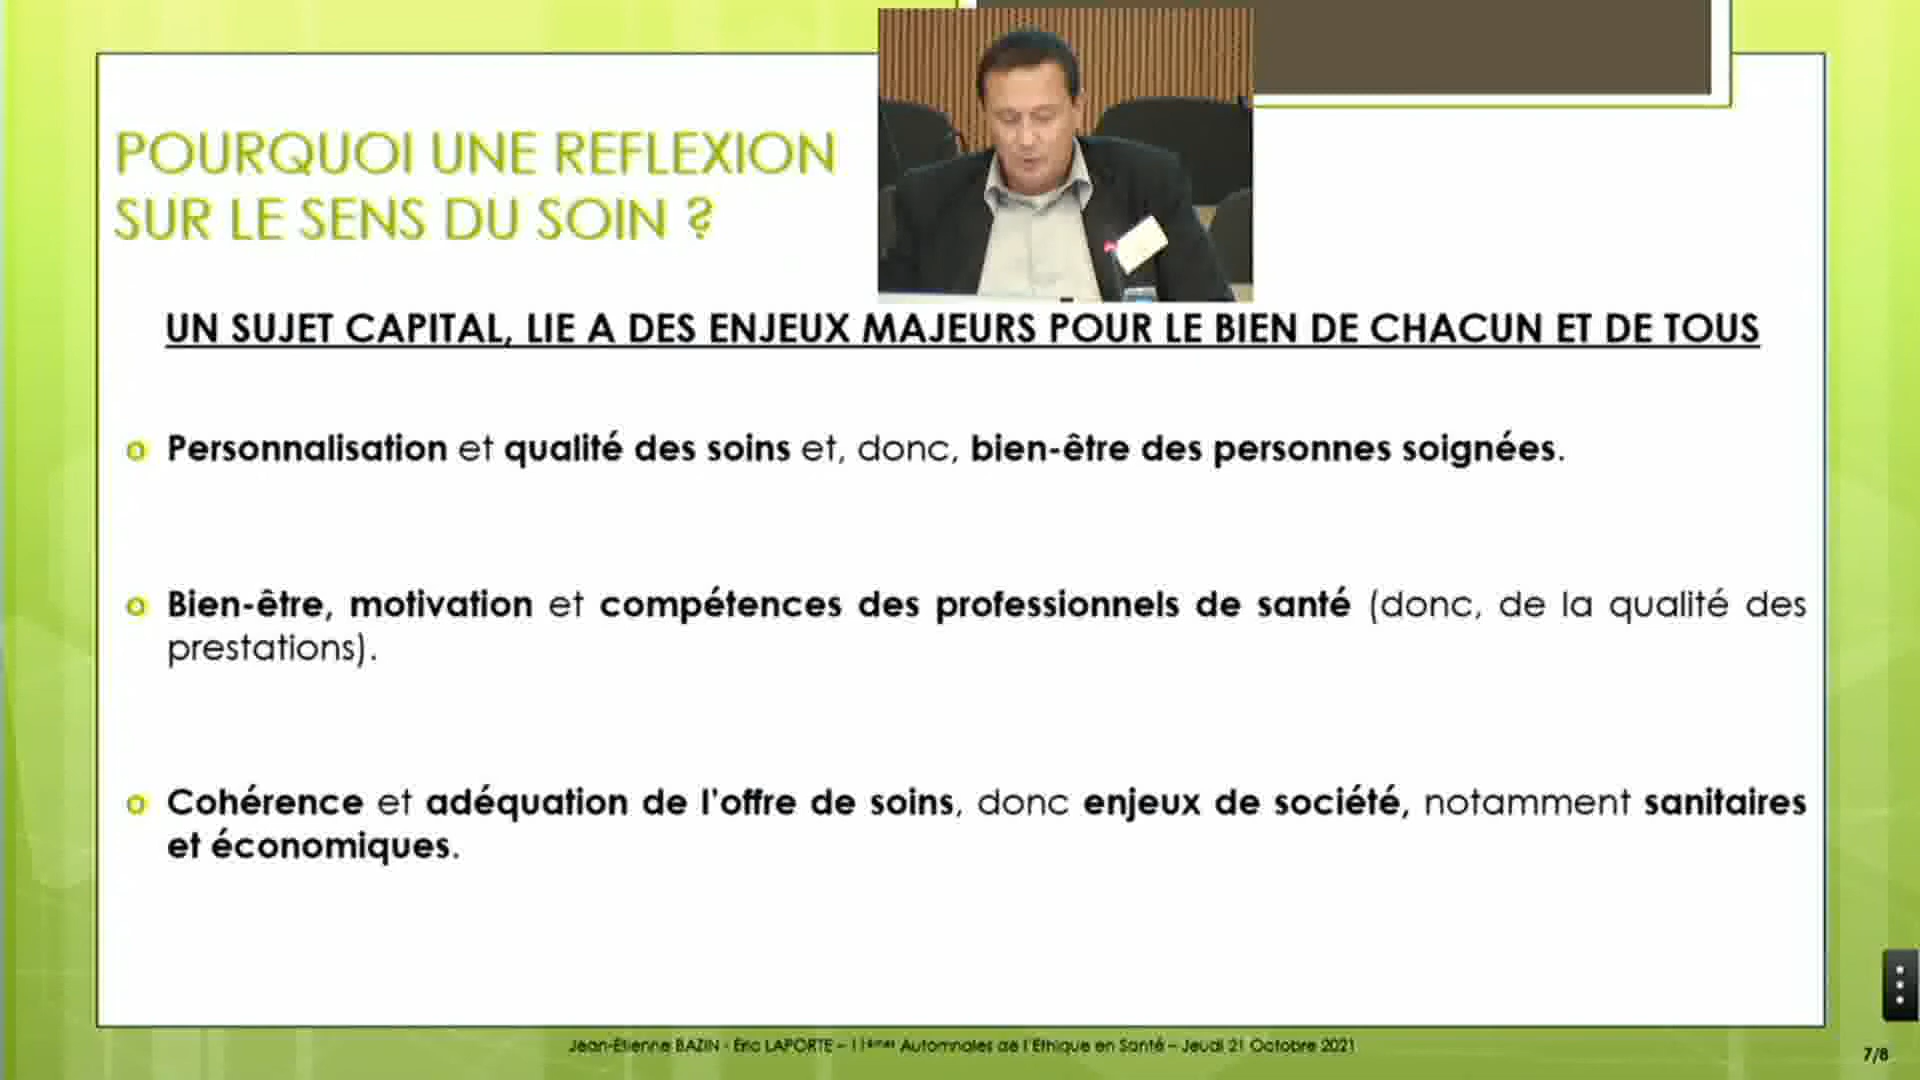 POURQUOI UNE REFLEXION
SUR LE SENS DU SOIN ?
UN SUJET CAPITAL, LIE A DES ENJEUX MAJEURS POUR LE BIEN DE CHACUN ET DE TOUS
o Personnalisation et qualité des soins et, donc, bien-être des personnes soignées.
o Bien-être, motivation et compétences des professionnels de santé (donc, de la qualité des
prestations).
o Cohérence et adéquation de l'offre de soins, donc enjeux de société, notamment sanitaires
et économiques.
Jean-Etienne BAZIN - Eric LAPORTE – 11èmes Automnales de l'Ethique en Santé – Jeudi 21 Octobre 2021
7/8